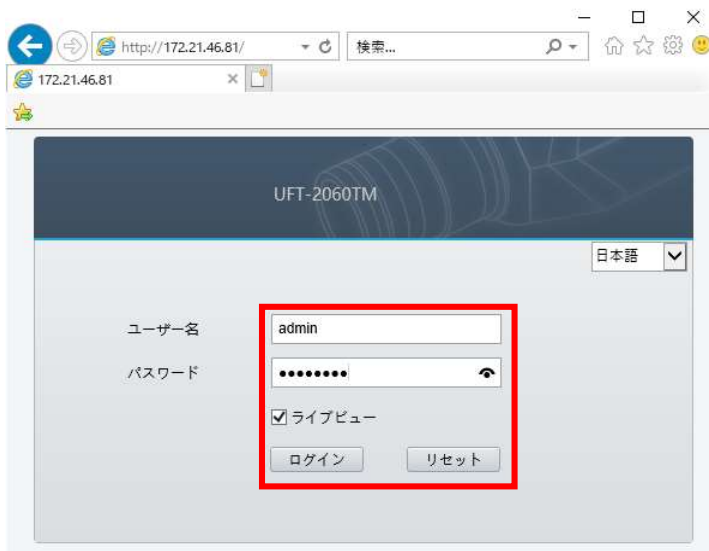 http://172.21.46.81/ 検索...
172.21.46.81
UFT-2060TM
日本語
ユーザー名 admin
パスワード ••••••••
ライブビュー
ログイン リセット